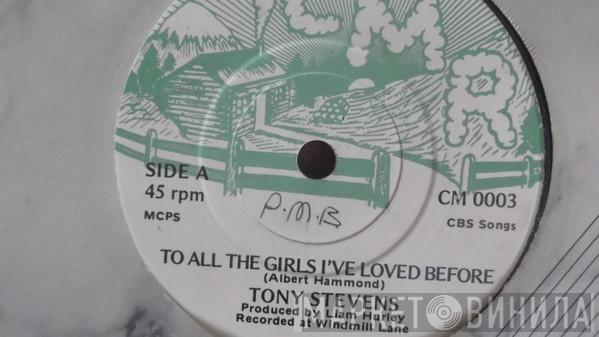 CMR
SIDE A
45 rpm
MCPS
CM 0003
CBS Songs
P.M.B
TO ALL THE GIRLS I'VE LOVED BEFORE
(Albert Hammond)
TONY STEVENS
Produced by Liam Hurley
Recorded at Windmill Lane
МАРКЕТ ВИНИЛА